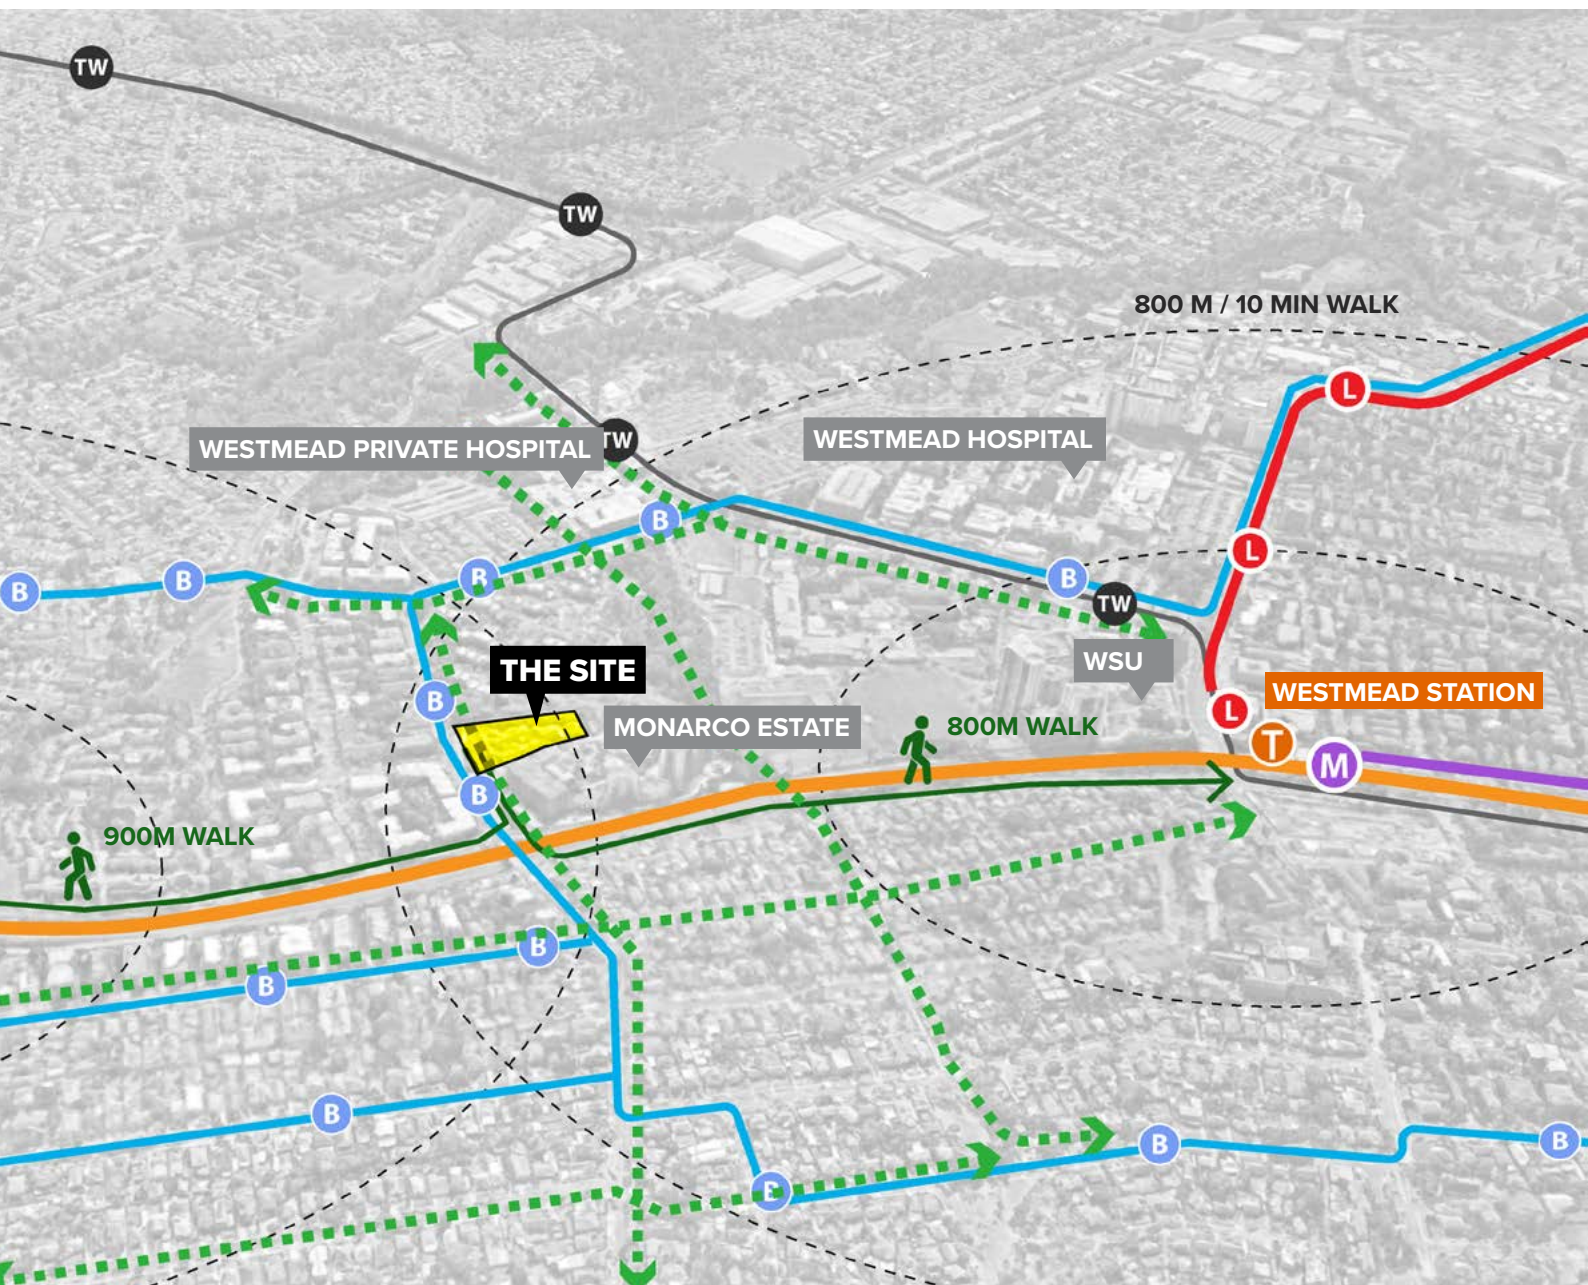 TW
TW
800 M / 10 MIN WALK
L
TW
WESTMEAD PRIVATE HOSPITAL
WESTMEAD HOSPITAL
B
L
B
B
B
B
TW
WSU
THE SITE
WESTMEAD STATION
B
L
MONARCO ESTATE
800M WALK
T
M
B
900M WALK
B
B
B
B
B
B